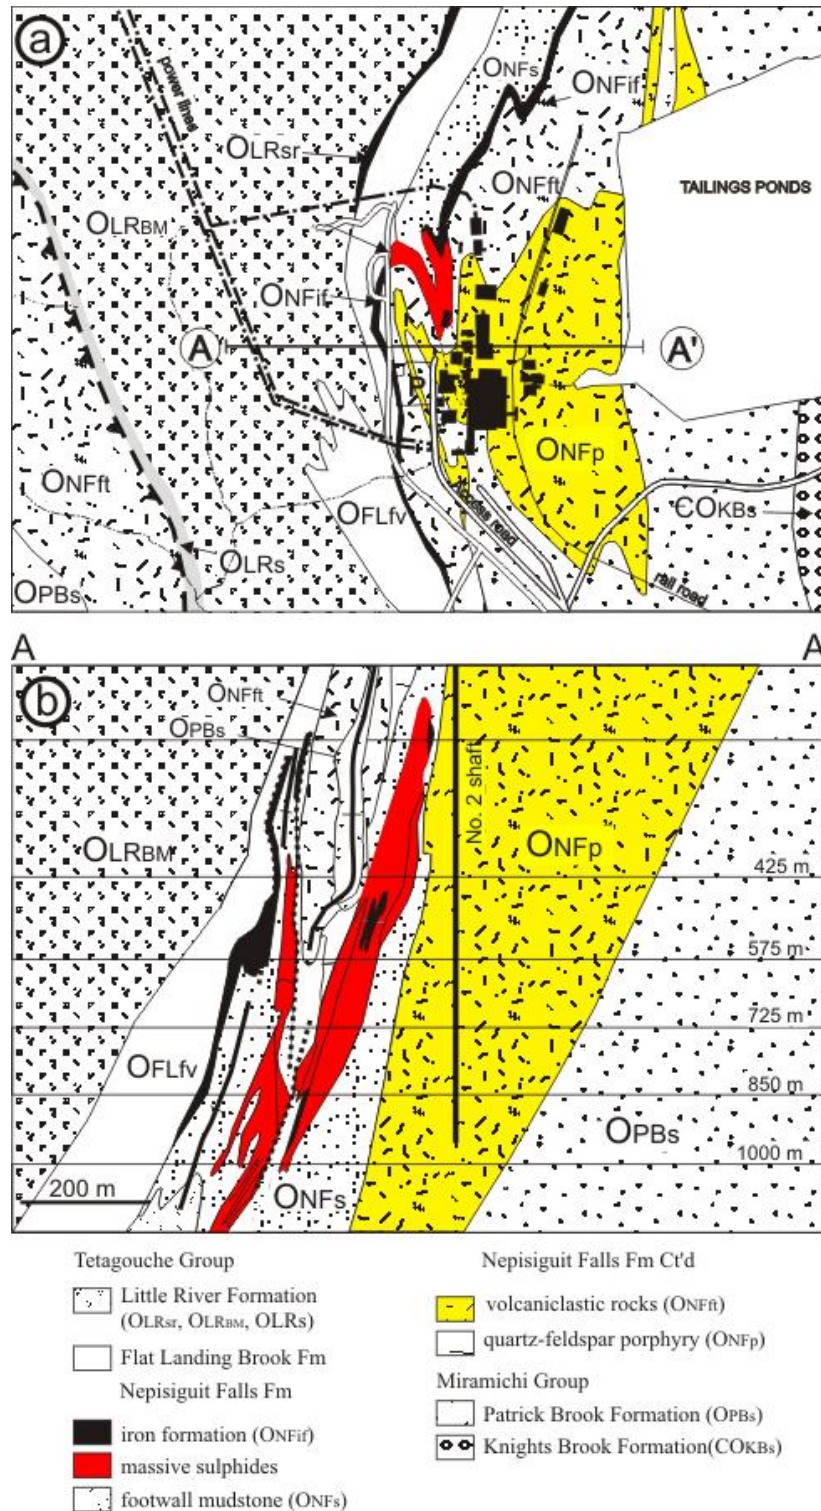 a
power lines
ONFs
ONFif
OLRsr
ONFft
TAILINGS PONDS
OLRBM
ONFif
A
A'
P
ONFft
ONFp
OFLfv
Access road
ЄOKBs
OLRs
OPBs
rail road
A
A
b
ONFft
OPBs
No. 2 shaft
OLRBM
ONFp
425 m
575 m
725 m
OFLfv
850 m
OPBs
1000 m
200 m
ONFs
Tetagouche Group
Little River Formation
(OLRsr, OLRBM, OLRs)
Flat Landing Brook Fm
Nepisiguit Falls Fm
iron formation (ONFif)
massive sulphides
footwall mudstone (ONFs)
Nepisiguit Falls Fm Ct'd
volcaniclastic rocks (ONFft)
quartz-feldspar porphyry (ONFp)
Miramichi Group
Patrick Brook Formation (OPBs)
Knights Brook Formation(COKBs)